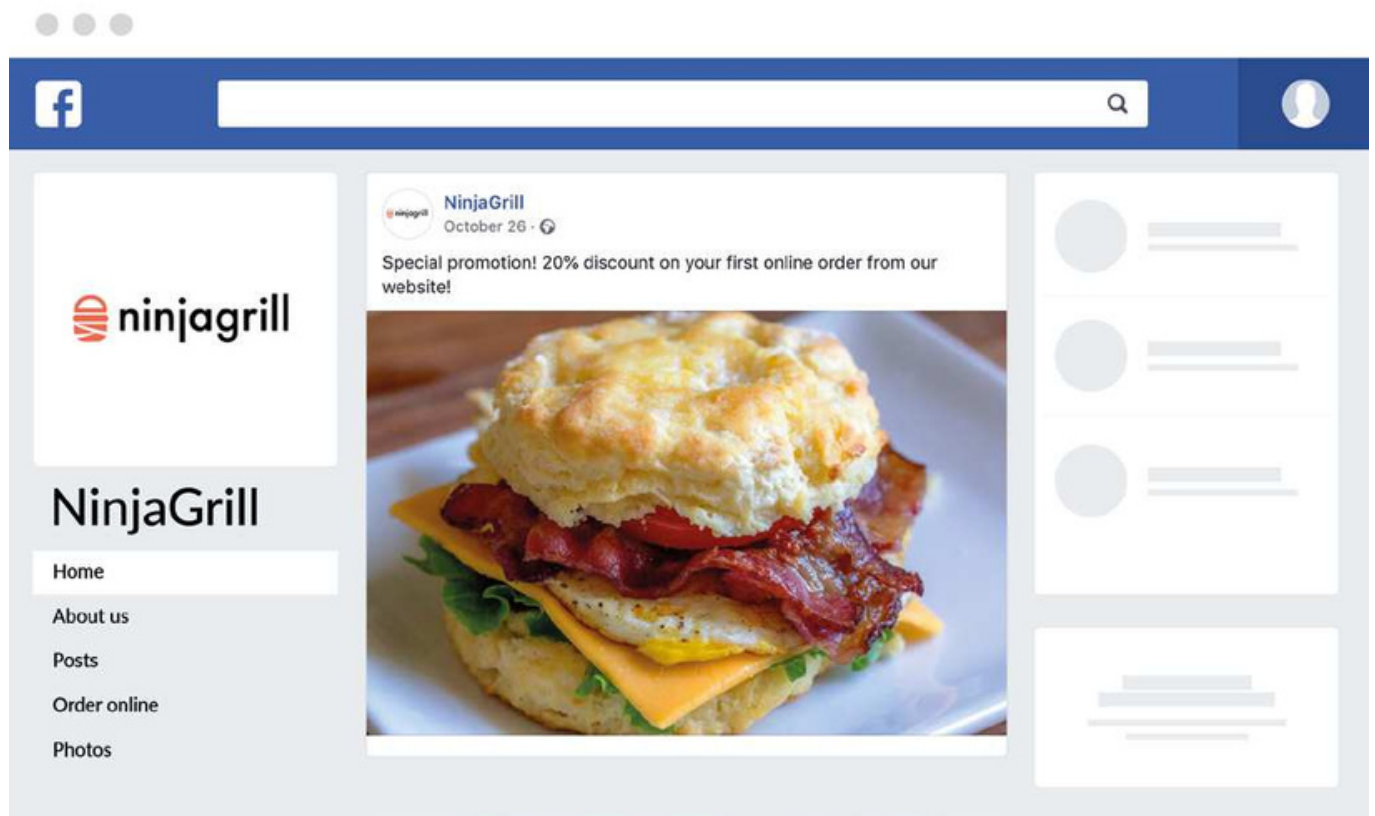 f
ninjagrill
NinjaGrill
Home
About us
Posts
Order online
Photos
ninjagrill
NinjaGrill
October 26 ·
Special promotion! 20% discount on your first online order from our
website!